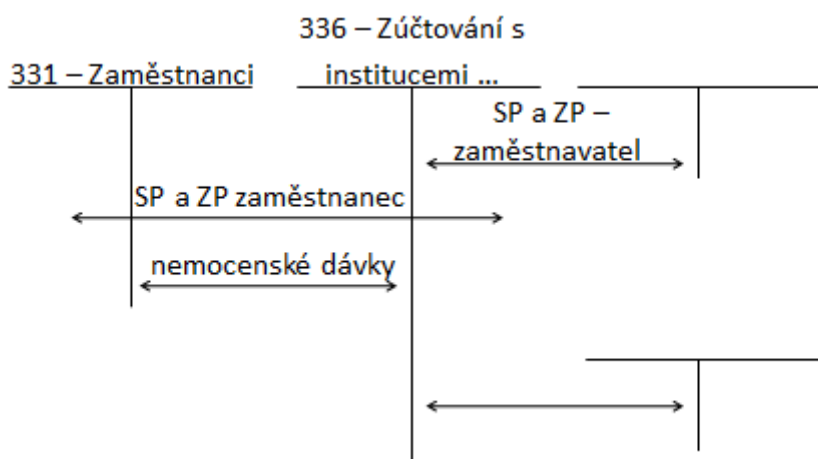 336 – Zúčtování s
331 – Zaměstnanci
institucemi ...
SP a ZP –
zaměstnavatel
SP a ZP zaměstnanec
nemocenské dávky